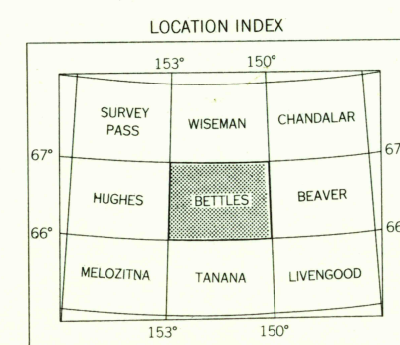 LOCATION INDEX
153° 150°
SURVEY
PASS
WISEMAN
CHANDALAR
67° 67
HUGHES
BETTLES
BEAVER
66° 66
MELOZITNA
TANANA
LIVENGOOD
153° 150°